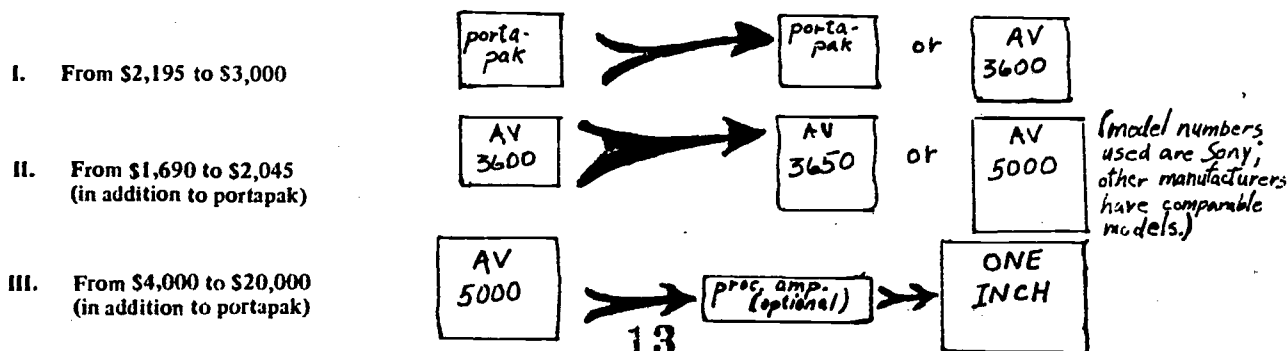 I. From $2,195 to $3,000
porta-
pak
porta-
pak
or
AV
3600
II. From $1,690 to $2,045
(in addition to portapak)
AV
3600
AV
3650
or
AV
5000
(model numbers
used are Sony;
other manufacturers
have comparable
models.)
III. From $4,000 to $20,000
(in addition to portapak)
AV
5000
proc. amp.
(optional)
ONE
INCH
13